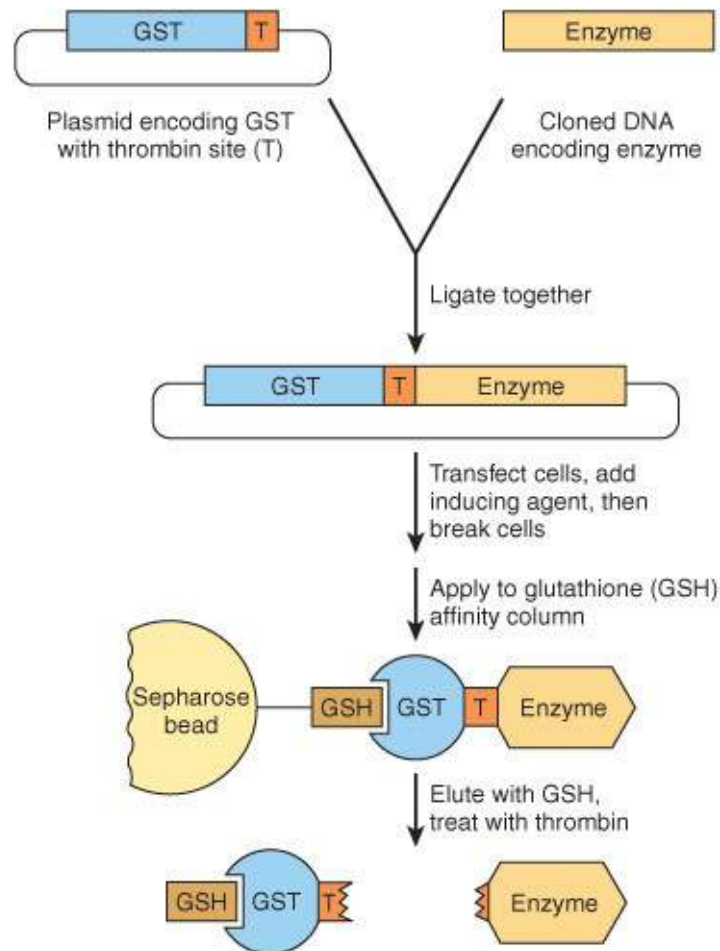 GST
T
Enzyme
Plasmid encoding GST
with thrombin site (T)
Cloned DNA
encoding enzyme
Ligate together
GST
T
Enzyme
Transfect cells, add
inducing agent, then
break cells
Apply to glutathione (GSH)
affinity column
Sepharose
bead
GSH
GST
T
Enzyme
Elute with GSH,
treat with thrombin
GSH
GST
T
Enzyme